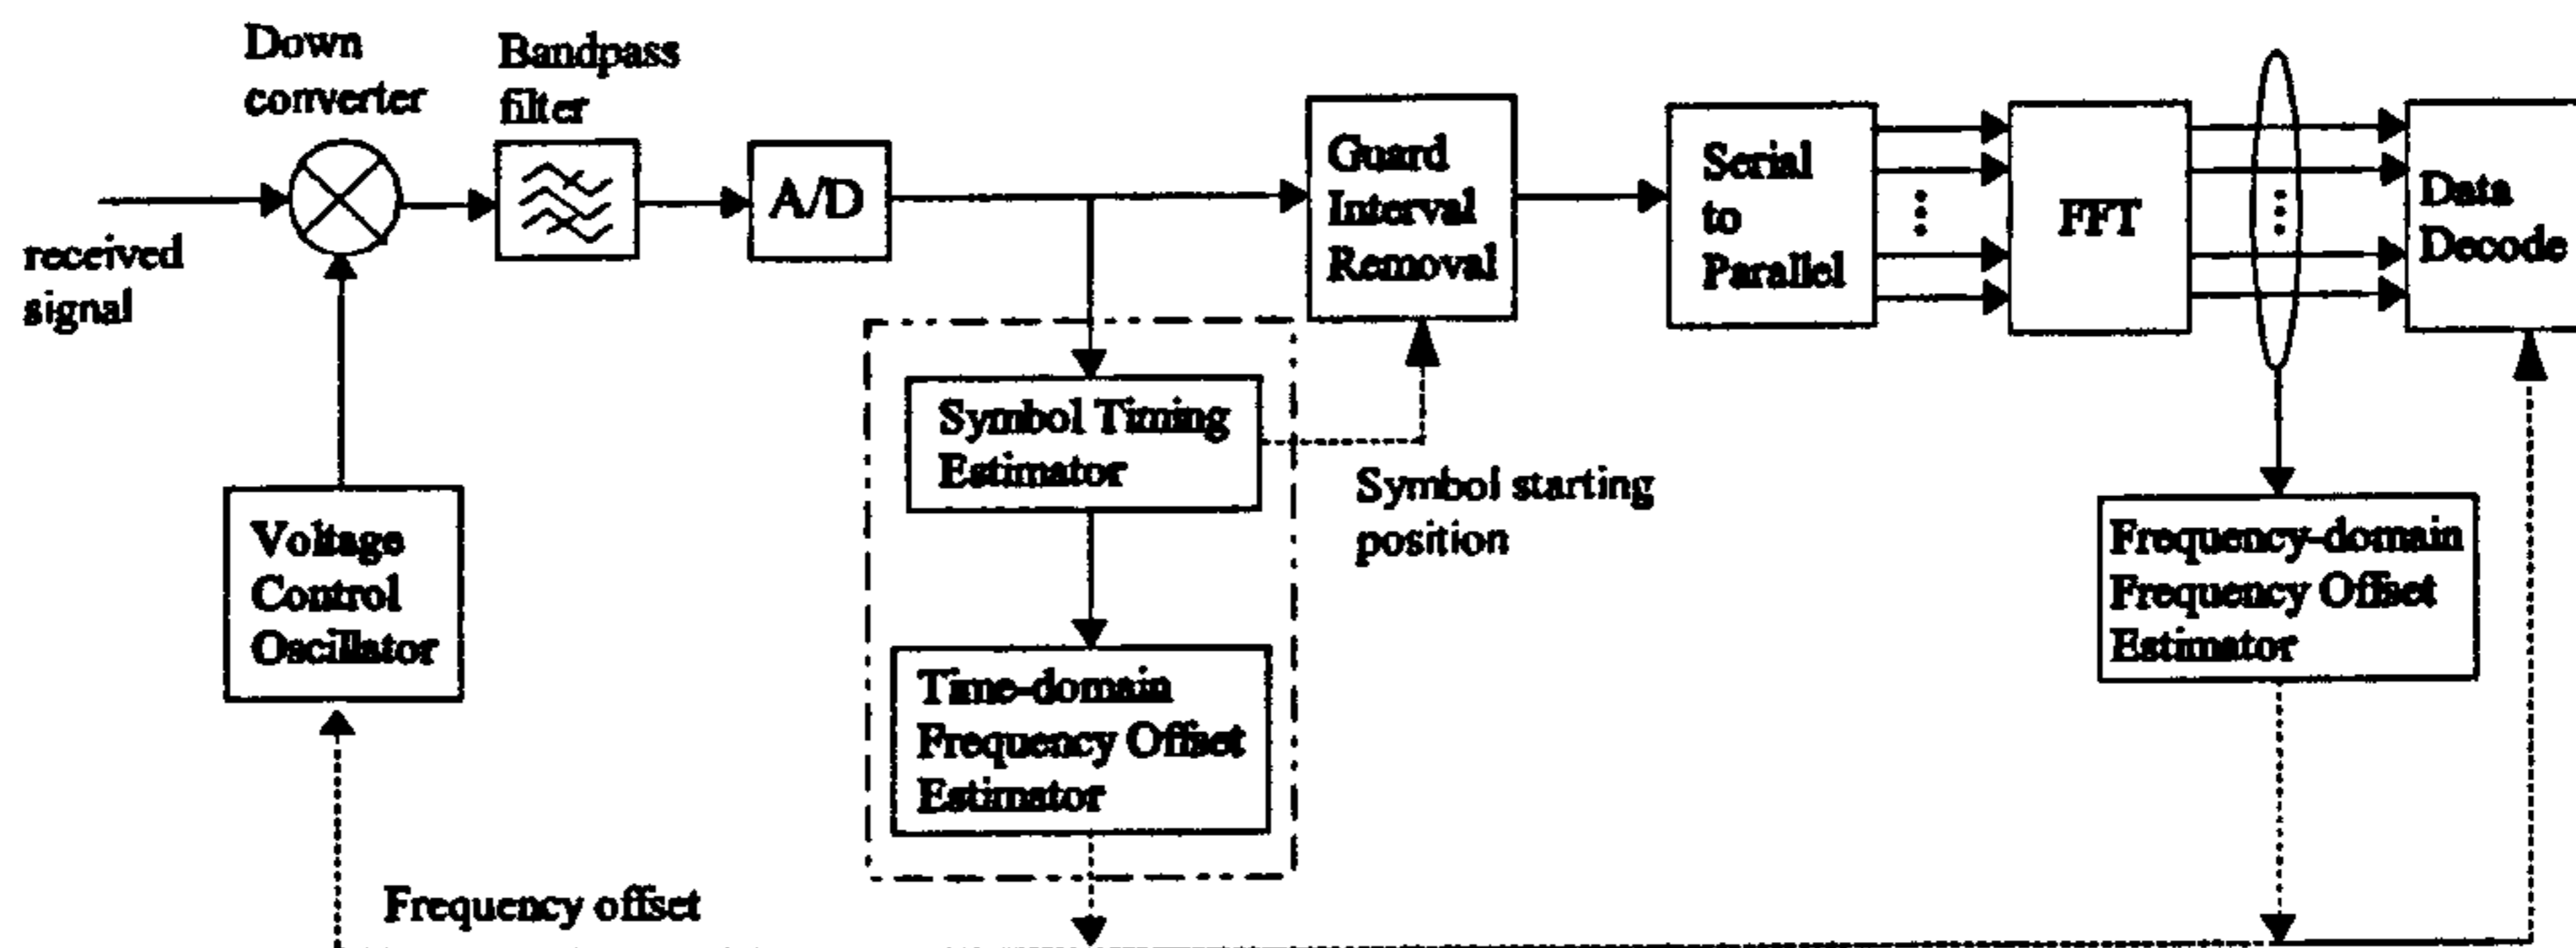 Down
converter
Bandpass
filter
received
signal
A/D
Guard
Interval
Removal
Serial
to
Parallel
FFT
Data
Decode
Symbol Timing
Estimator
Symbol starting
position
Voltage
Control
Oscillator
Time-domain
Frequency Offset
Estimator
Frequency-domain
Frequency Offset
Estimator
Frequency offset